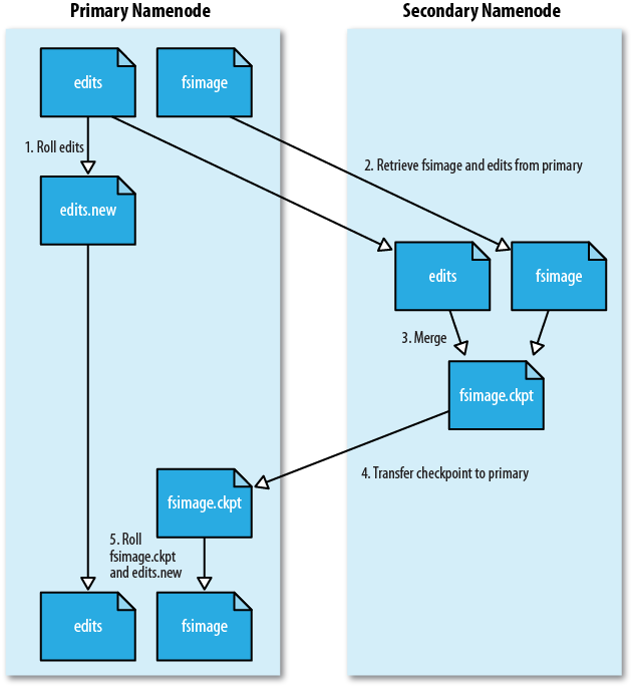 Primary Namenode
Secondary Namenode
edits
fsimage
1. Roll edits
2. Retrieve fsimage and edits from primary
edits.new
edits
fsimage
3. Merge
fsimage.ckpt
4. Transfer checkpoint to primary
fsimage.ckpt
5. Roll
fsimage.ckpt
and edits.new
edits
fsimage